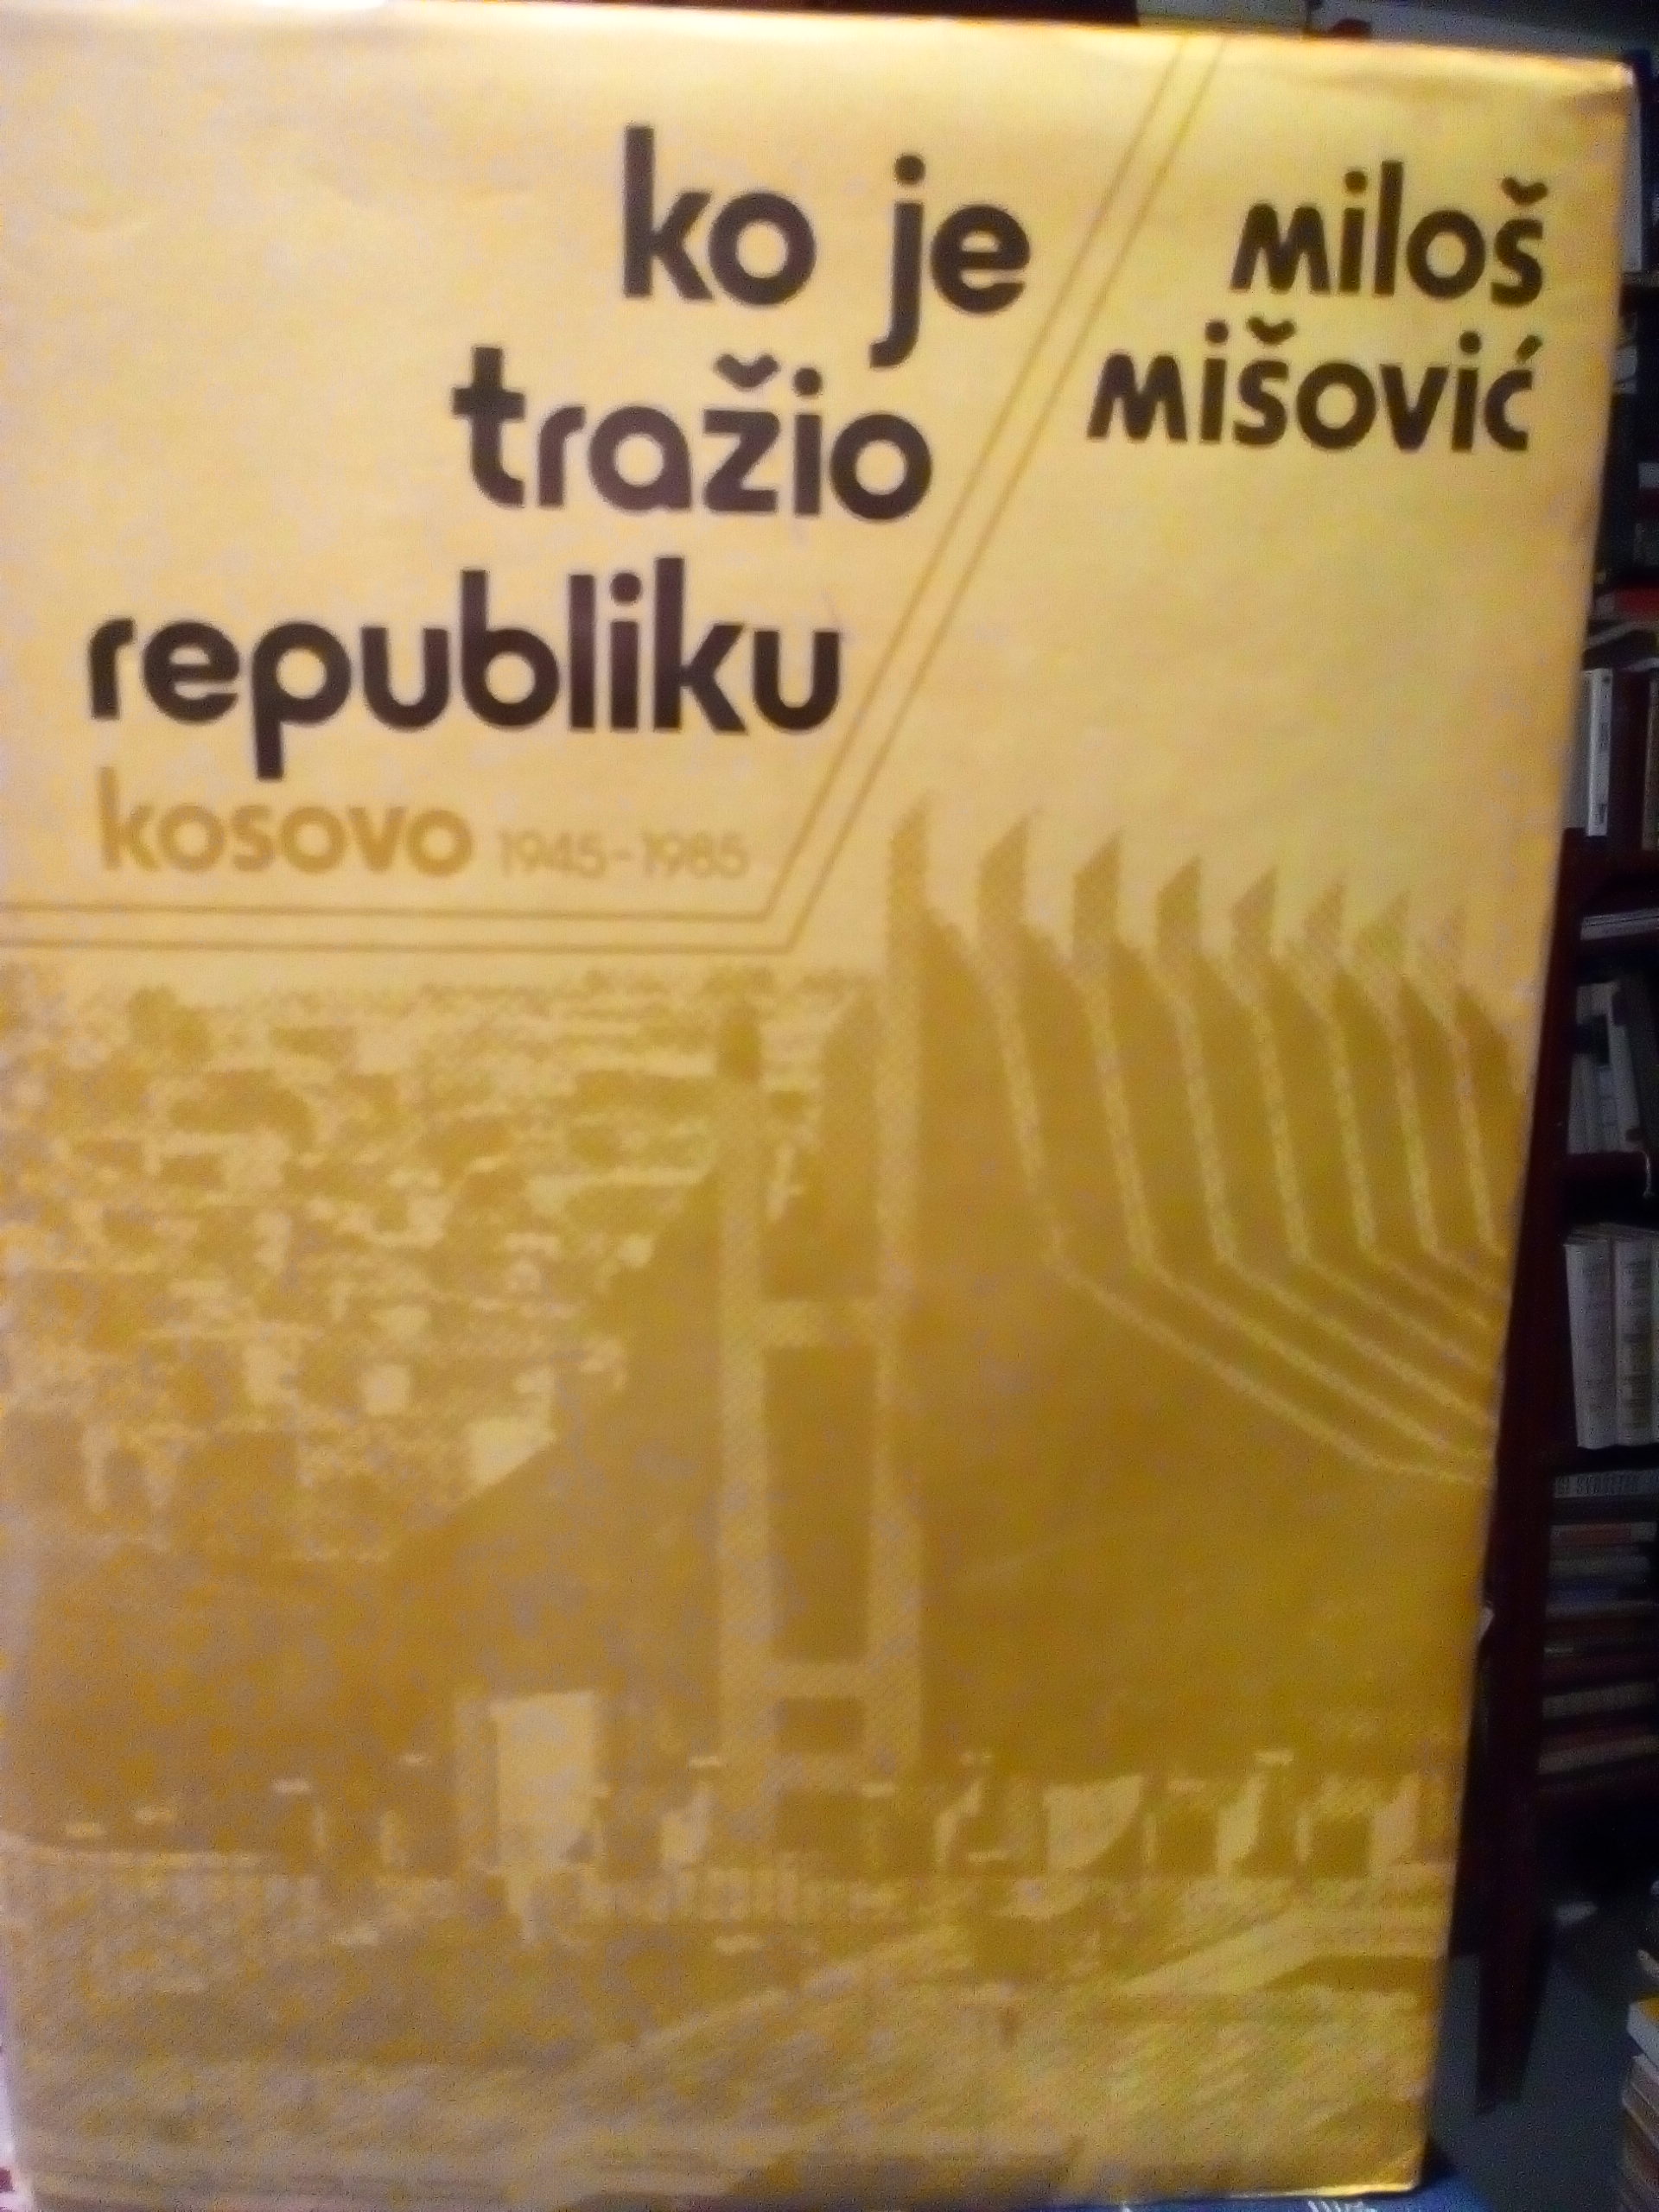 ko je
tražio
republiku
kosovo 1945-1985
miloš
mišović